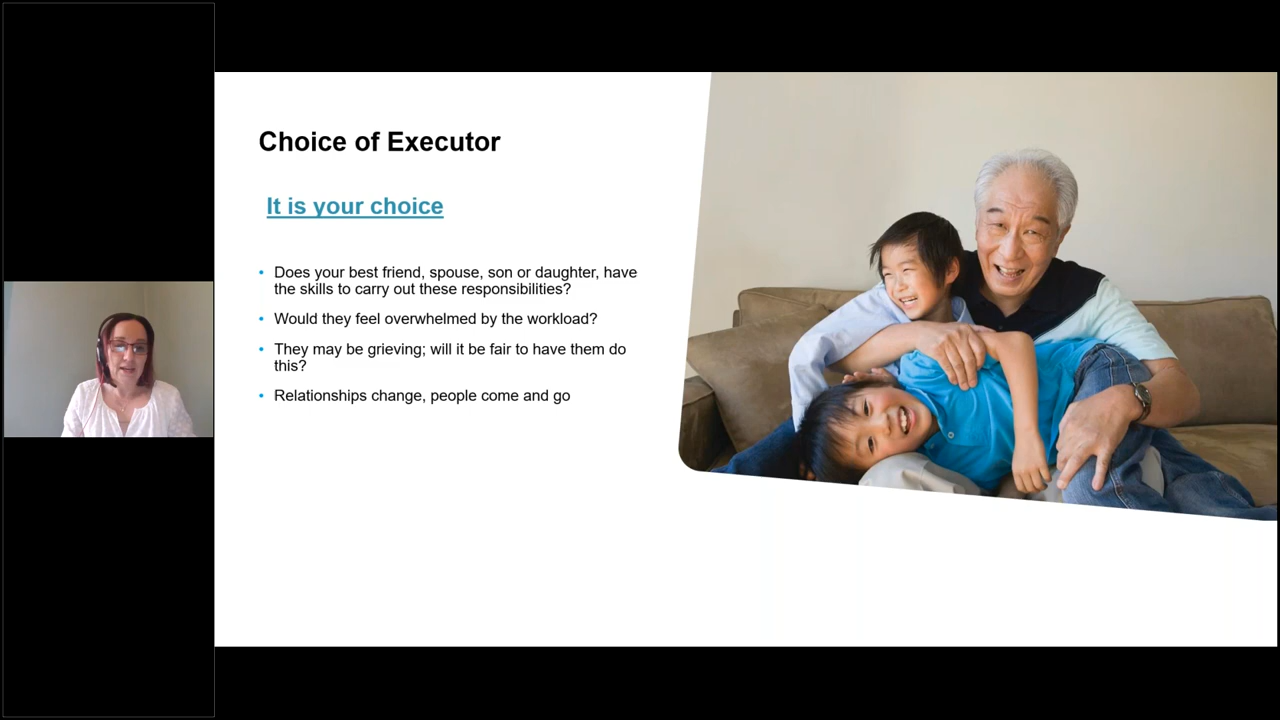 Choice of Executor
It is your choice
• Does your best friend, spouse, son or daughter, have
the skills to carry out these responsibilities?
• Would they feel overwhelmed by the workload?
• They may be grieving; will it be fair to have them do
this?
• Relationships change, people come and go